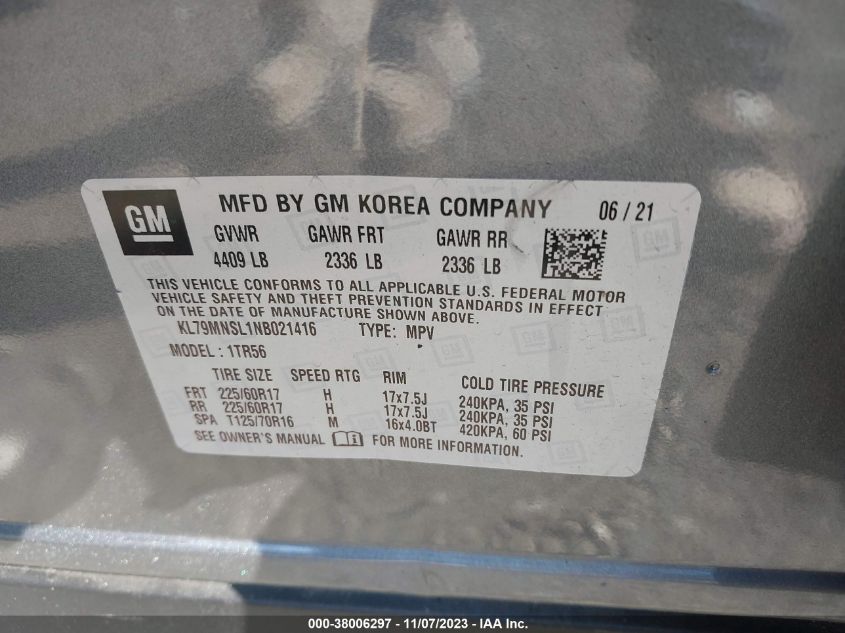 GM
MFD BY GM KOREA COMPANY 06 / 21
GVWR GAWR FRT GAWR RR
4409 LB 2336 LB 2336 LB
THIS VEHICLE CONFORMS TO ALL APPLICABLE U.S. FEDERAL MOTOR
VEHICLE SAFETY AND THEFT PREVENTION STANDARDS IN EFFECT
ON THE DATE OF MANUFACTURE SHOWN ABOVE.
KL79MNSL1NB021416 TYPE: MPV
MODEL : 1TR56
TIRE SIZE SPEED RTG RIM COLD TIRE PRESSURE
FRT 225/60R17 H 17x7.5J 240KPA, 35 PSI
RR 225/60R17 H 17x7.5J 240KPA, 35 PSI
SPA T125/70R16 M 16x4.0BT 420KPA, 60 PSI
SEE OWNER'S MANUAL FOR MORE INFORMATION.
000-38006297 - 11/07/2023 - IAA Inc.